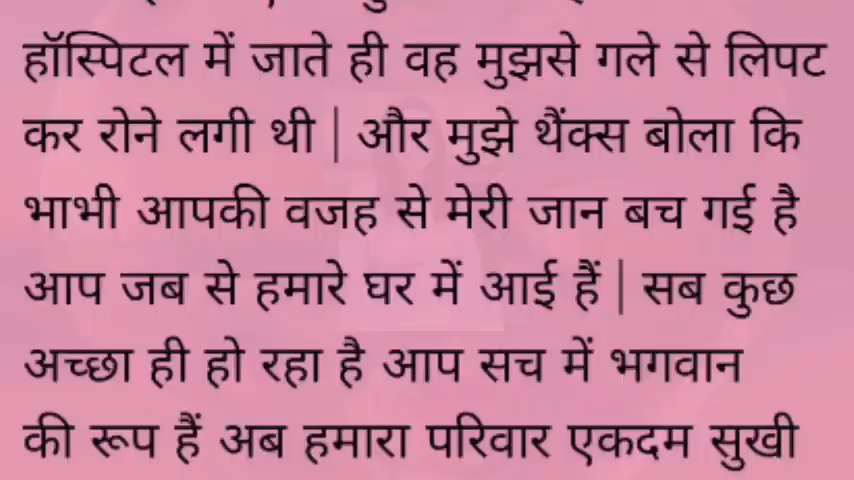 हॉस्पिटल में जाते ही वह मुझसे गले से लिपट
कर रोने लगी थी | और मुझे थैंक्स बोला कि
भाभी आपकी वजह से मेरी जान बच गई है
आप जब से हमारे घर में आई हैं | सब कुछ
अच्छा ही हो रहा है आप सच में भगवान
की रूप हैं अब हमारा परिवार एकदम सुखी